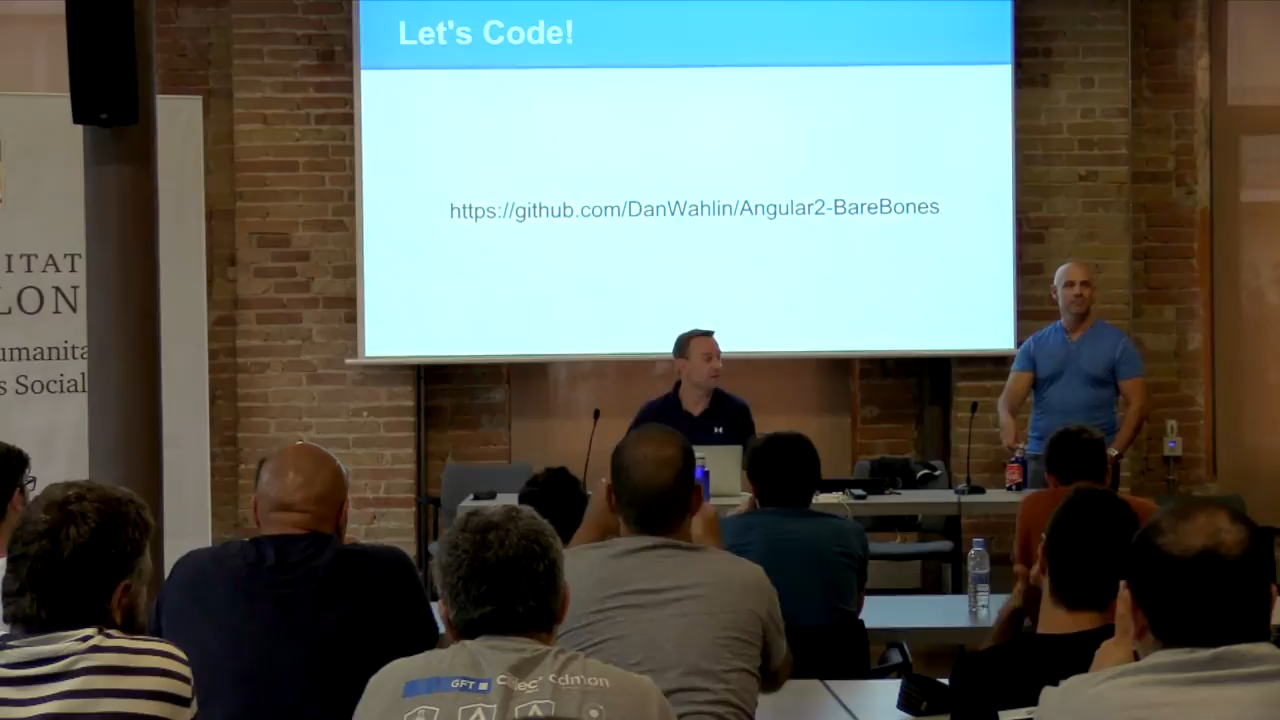 Let's Code!
https://github.com/DanWahlin/Angular2-BareBones
ITAT
LON
umanita
s Social
GFT